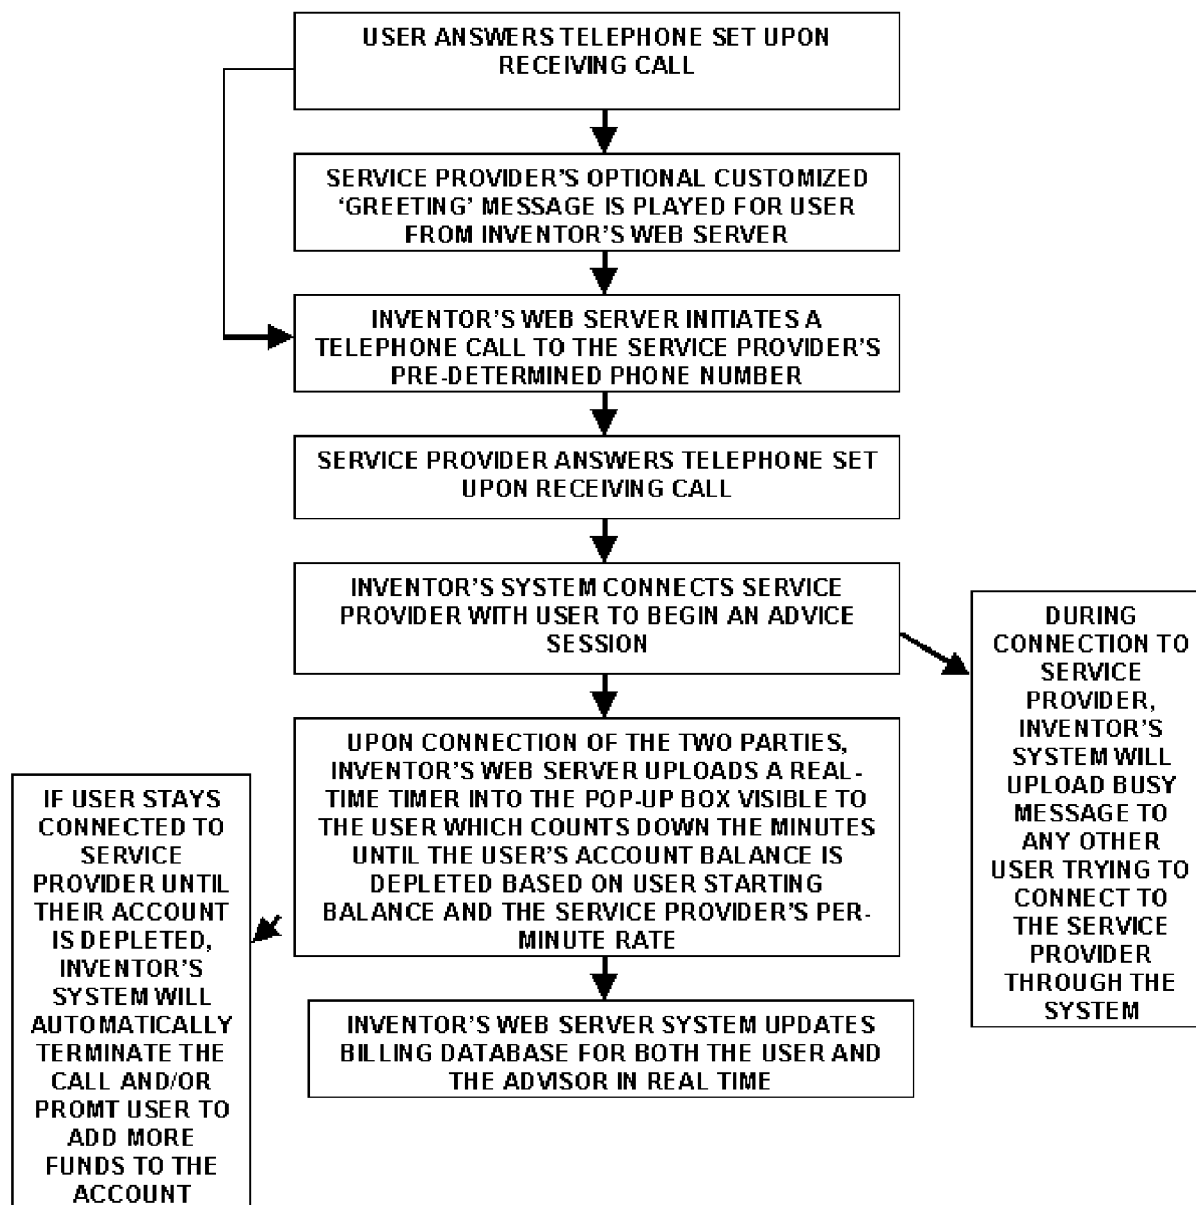 USER ANSWERS TELEPHONE SET UPON
RECEIVING CALL
SERVICE PROVIDER'S OPTIONAL CUSTOMIZED
‘GREETING’ MESSAGE IS PLAYED FOR USER
FROM INVENTOR'S WEB SERVER
INVENTOR'S WEB SERVER INITIATES A
TELEPHONE CALL TO THE SERVICE PROVIDER'S
PRE-DETERMINED PHONE NUMBER
SERVICE PROVIDER ANSWERS TELEPHONE SET
UPON RECEIVING CALL
INVENTOR'S SYSTEM CONNECTS SERVICE
PROVIDER WITH USER TO BEGIN AN ADVICE
SESSION
DURING
CONNECTION TO
SERVICE
PROVIDER,
INVENTOR'S
SYSTEM WILL
UPLOAD BUSY
MESSAGE TO
ANY OTHER
USER TRYING TO
CONNECT TO
THE SERVICE
PROVIDER
THROUGH THE
SYSTEM
UPON CONNECTION OF THE TWO PARTIES,
INVENTOR'S WEB SERVER UPLOADS A REAL-
TIME TIMER INTO THE POP-UP BOX VISIBLE TO
THE USER WHICH COUNTS DOWN THE MINUTES
UNTIL THE USER'S ACCOUNT BALANCE IS
DEPLETED BASED ON USER STARTING
BALANCE AND THE SERVICE PROVIDER'S PER-
MINUTE RATE
IF USER STAYS
CONNECTED TO
SERVICE
PROVIDER UNTIL
THEIR ACCOUNT
IS DEPLETED,
INVENTOR'S
SYSTEM WILL
AUTOMATICALLY
TERMINATE THE
CALL AND/OR
PROMT USER TO
ADD MORE
FUNDS TO THE
ACCOUNT
INVENTOR'S WEB SERVER SYSTEM UPDATES
BILLING DATABASE FOR BOTH THE USER AND
THE ADVISOR IN REAL TIME